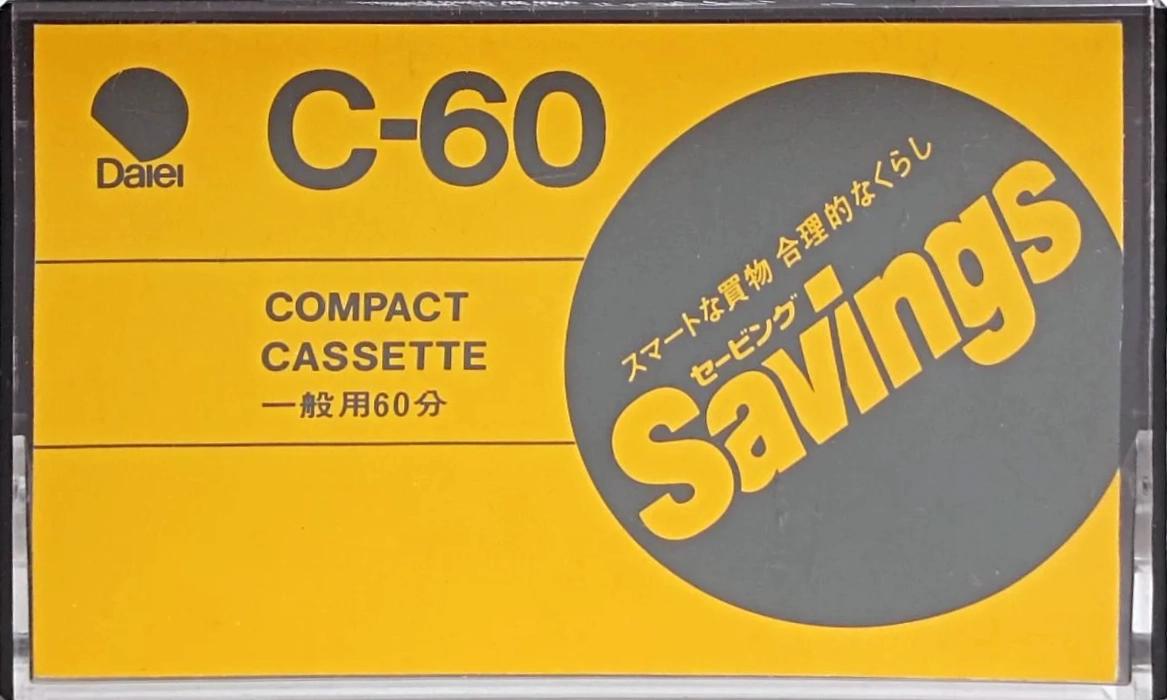 Daiei
C-60
COMPACT
CASSETTE
一般用60分
スマートな買物 合理的なくらし
セービング
Savings